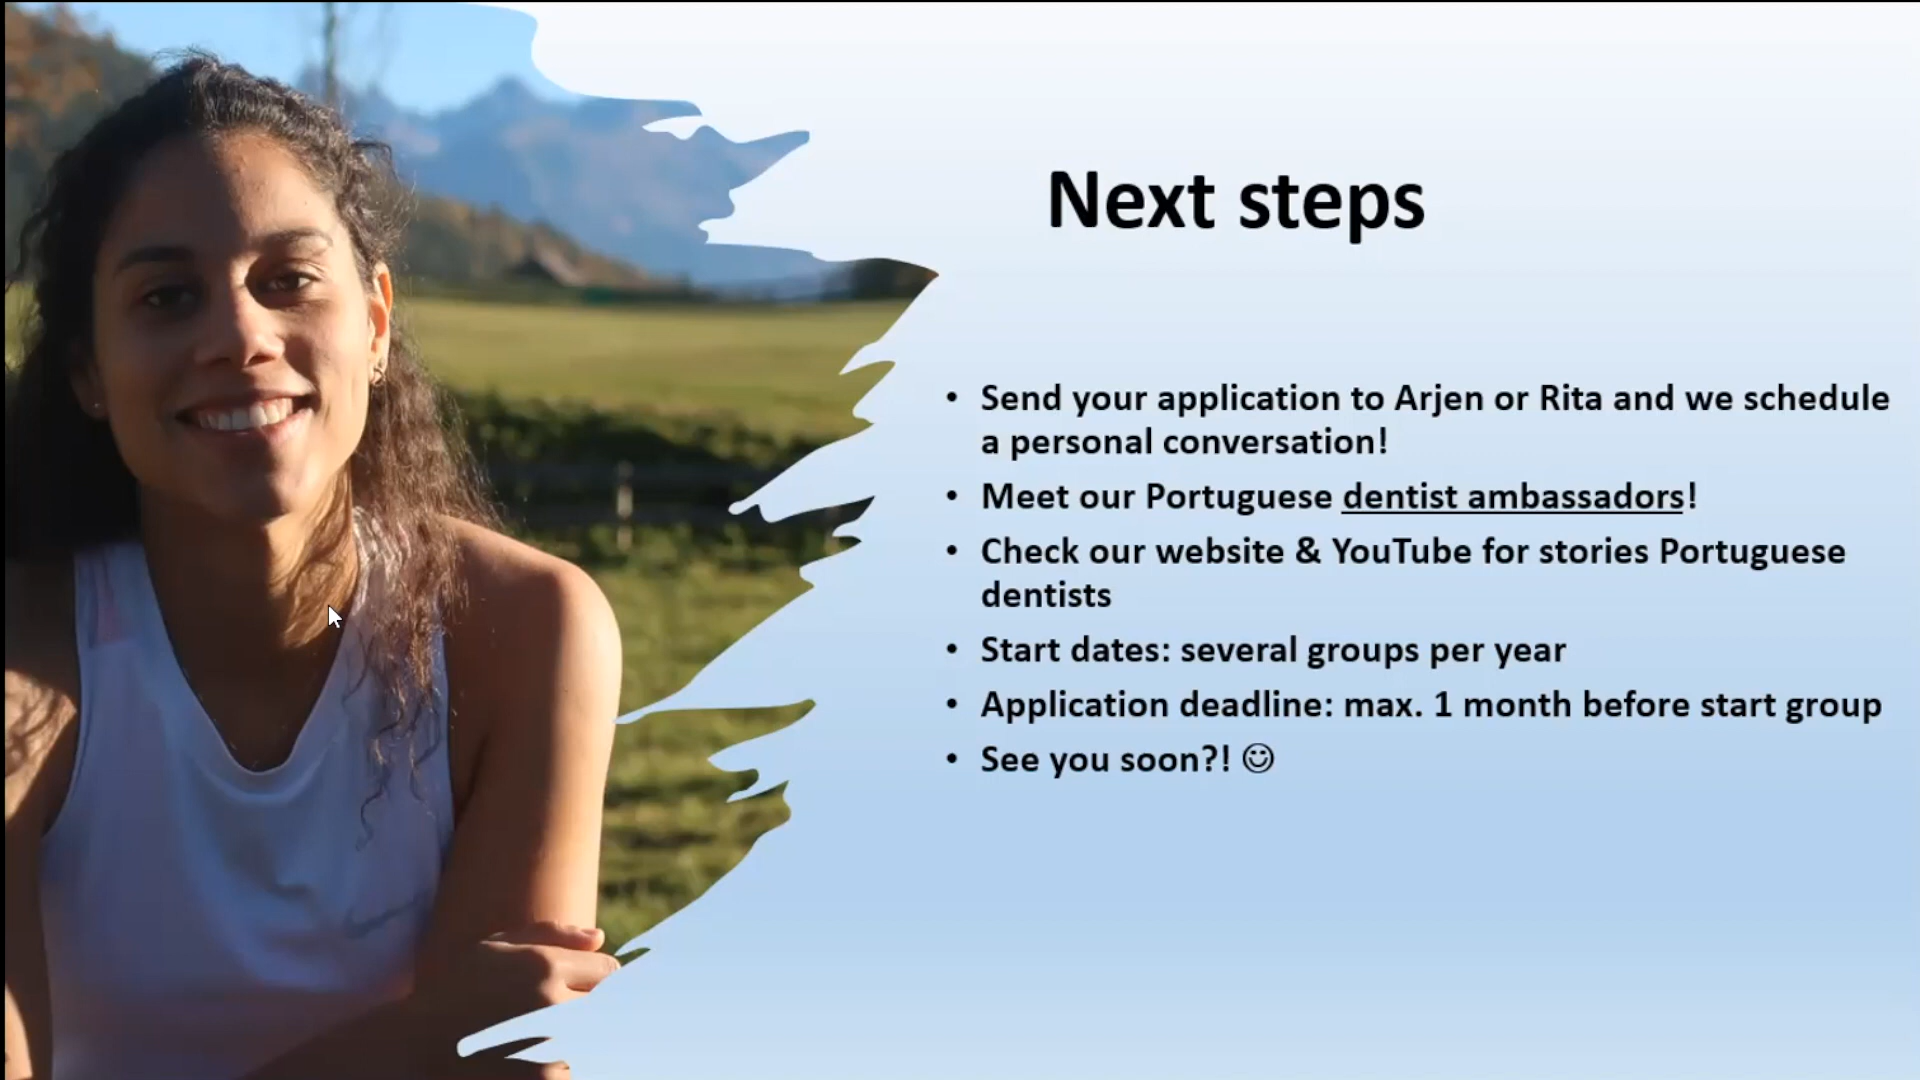 Next steps
• Send your application to Arjen or Rita and we schedule
a personal conversation!
• Meet our Portuguese dentist ambassadors!
• Check our website & YouTube for stories Portuguese
dentists
• Start dates: several groups per year
• Application deadline: max. 1 month before start group
• See you soon?! ☺